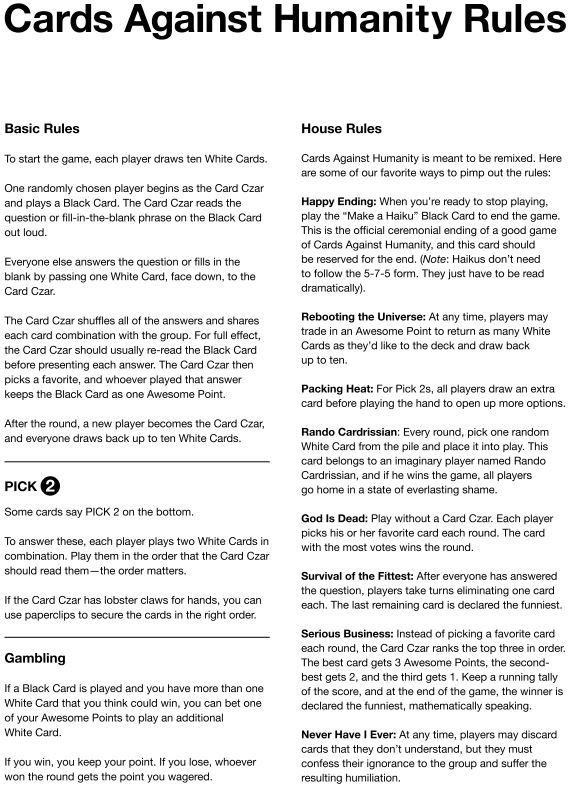 Cards Against Humanity Rules
Basic Rules
To start the game, each player draws ten White Cards.
One randomly chosen player begins as the Card Czar
and plays a Black Card. The Card Czar reads the
question or fill-in-the-blank phrase on the Black Card
out loud.
Everyone else answers the question or fills in the
blank by passing one White Card, face down, to the
Card Czar.
The Card Czar shuffles all of the answers and shares
each card combination with the group. For full effect,
the Card Czar should usually re-read the Black Card
before presenting each answer. The Card Czar then
picks a favorite, and whoever played that answer
keeps the Black Card as one Awesome Point.
After the round, a new player becomes the Card Czar,
and everyone draws back up to ten White Cards.
PICK 2
Some cards say PICK 2 on the bottom.
To answer these, each player plays two White Cards in
combination. Play them in the order that the Card Czar
should read them—the order matters.
If the Card Czar has lobster claws for hands, you can
use paperclips to secure the cards in the right order.
Gambling
If a Black Card is played and you have more than one
White Card that you think could win, you can bet one
of your Awesome Points to play an additional
White Card.
If you win, you keep your point. If you lose, whoever
won the round gets the point you wagered.
House Rules
Cards Against Humanity is meant to be remixed. Here
are some of our favorite ways to pimp out the rules:
Happy Ending: When you're ready to stop playing,
play the “Make a Haiku” Black Card to end the game.
This is the official ceremonial ending of a good game
of Cards Against Humanity, and this card should
be reserved for the end. (Note: Haikus don't need
to follow the 5-7-5 form. They just have to be read
dramatically).
Rebooting the Universe: At any time, players may
trade in an Awesome Point to return as many White
Cards as they'd like to the deck and draw back
up to ten.
Packing Heat: For Pick 2s, all players draw an extra
card before playing the hand to open up more options.
Rando Cardrissian: Every round, pick one random
White Card from the pile and place it into play. This
card belongs to an imaginary player named Rando
Cardrissian, and if he wins the game, all players
go home in a state of everlasting shame.
God Is Dead: Play without a Card Czar. Each player
picks his or her favorite card each round. The card
with the most votes wins the round.
Survival of the Fittest: After everyone has answered
the question, players take turns eliminating one card
each. The last remaining card is declared the funniest.
Serious Business: Instead of picking a favorite card
each round, the Card Czar ranks the top three in order.
The best card gets 3 Awesome Points, the second-
best gets 2, and the third gets 1. Keep a running tally
of the score, and at the end of the game, the winner is
declared the funniest, mathematically speaking.
Never Have I Ever: At any time, players may discard
cards that they don't understand, but they must
confess their ignorance to the group and suffer the
resulting humiliation.